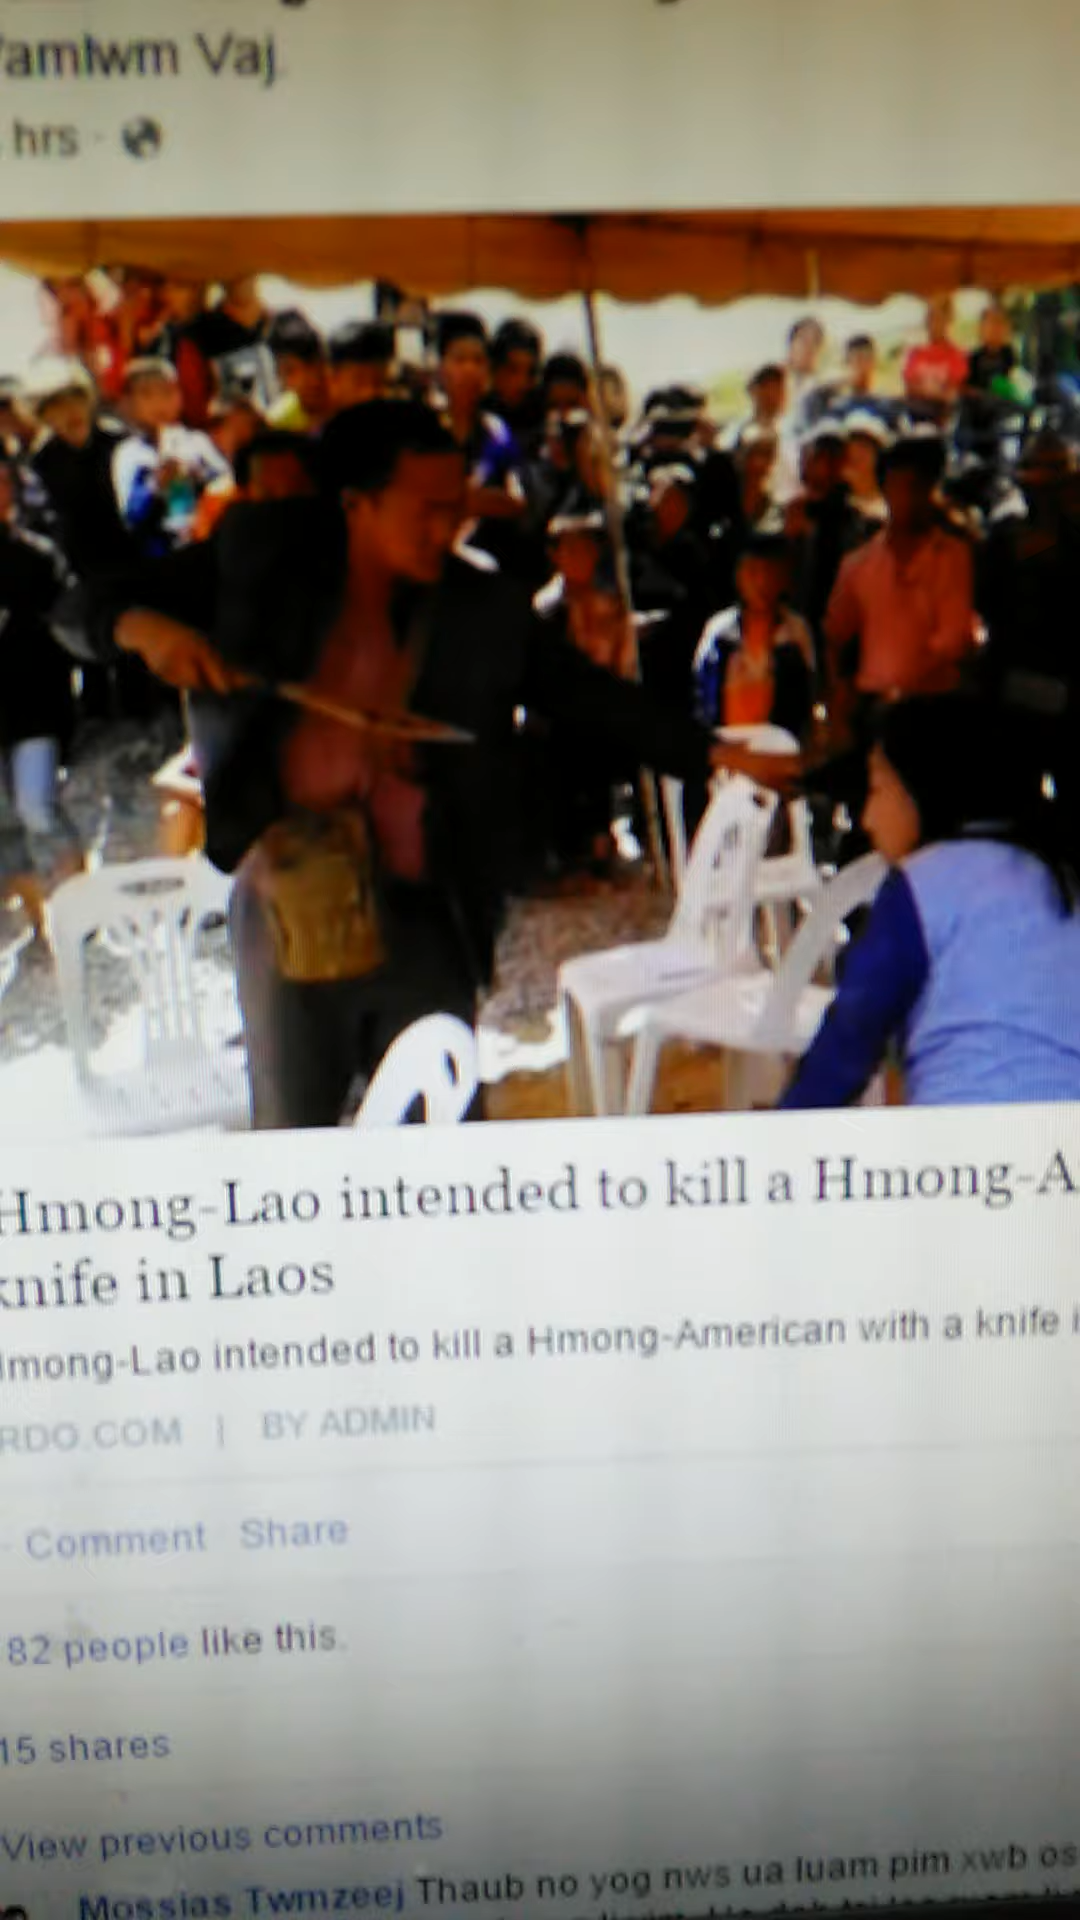 Vamlwm Vaj
hrs ·
Hmong-Lao intended to kill a Hmong-A
knife in Laos
Hmong-Lao intended to kill a Hmong-American with a knife i
RDO.COM | BY ADMIN
· Comment · Share
82 people like this.
15 shares
View previous comments
Mossias Twmzeej Thaub no yog nws ua luam pim xwb os